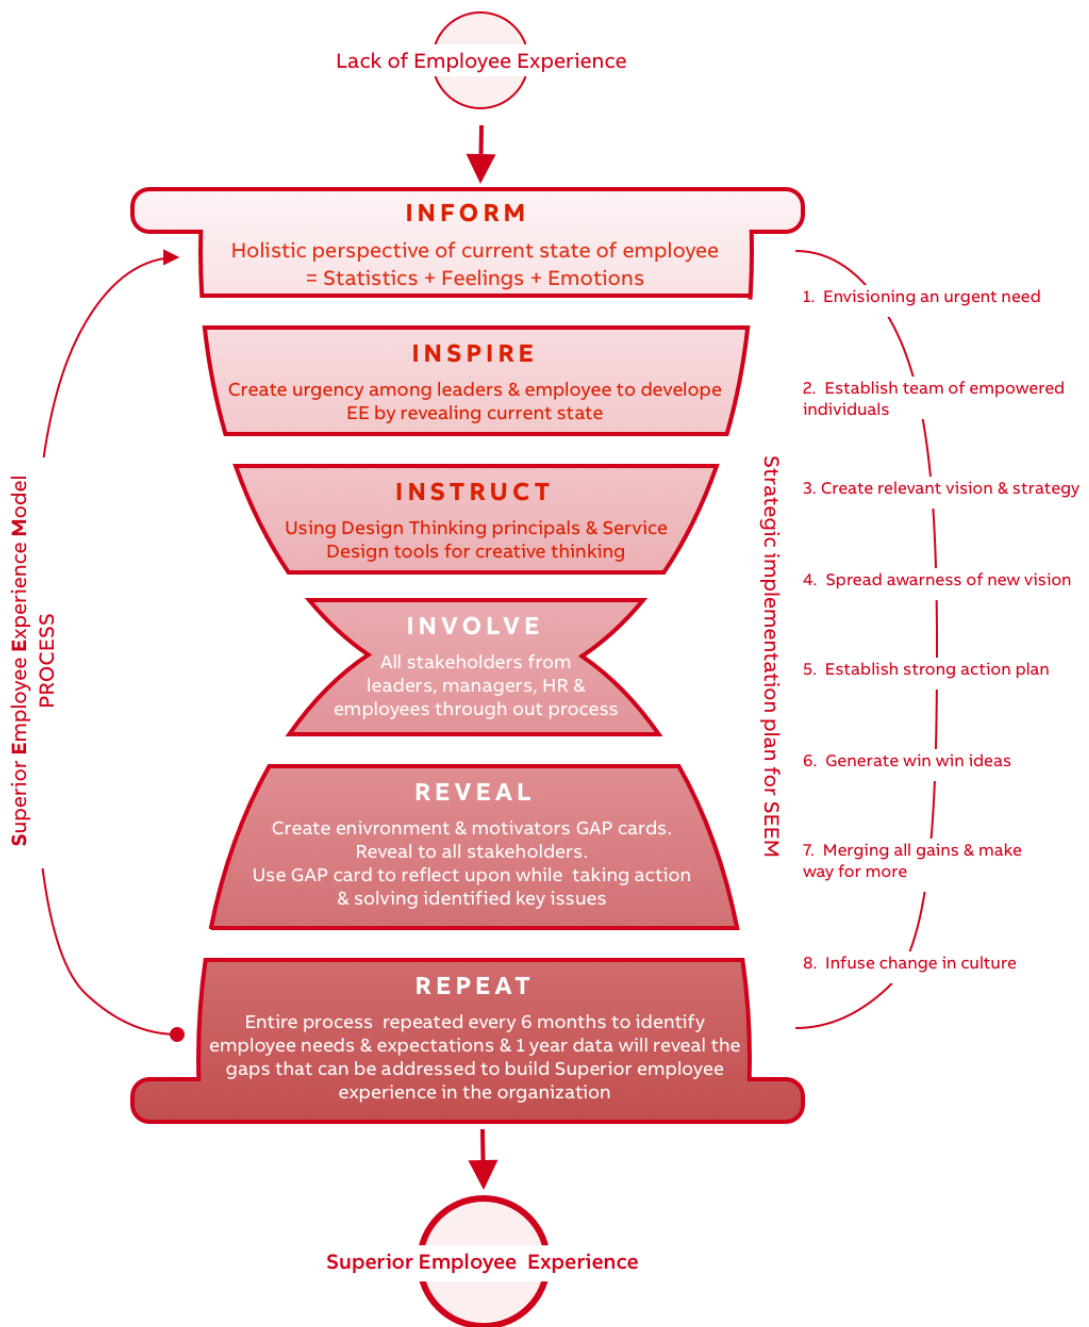 Lack of Employee Experience
INFORM
Holistic perspective of current state of employee
= Statistics + Feelings + Emotions
INSPIRE
Create urgency among leaders & employee to develope
EE by revealing current state
INSTRUCT
Using Design Thinking principals & Service
Design tools for creative thinking
INVOLVE
All stakeholders from
leaders, managers, HR &
employees through out process
REVEAL
Create enivronment & motivators GAP cards.
Reveal to all stakeholders.
Use GAP card to reflect upon while taking action
& solving identified key issues
REPEAT
Entire process repeated every 6 months to identify
employee needs & expectations & 1 year data will reveal the
gaps that can be addressed to build Superior employee
experience in the organization
Superior Employee Experience
Superior Employee Experience Model
PROCESS
Strategic implementation plan for SEEM
1. Envisioning an urgent need
2. Establish team of empowered
individuals
3. Create relevant vision & strategy
4. Spread awarness of new vision
5. Establish strong action plan
6. Generate win win ideas
7. Merging all gains & make
way for more
8. Infuse change in culture